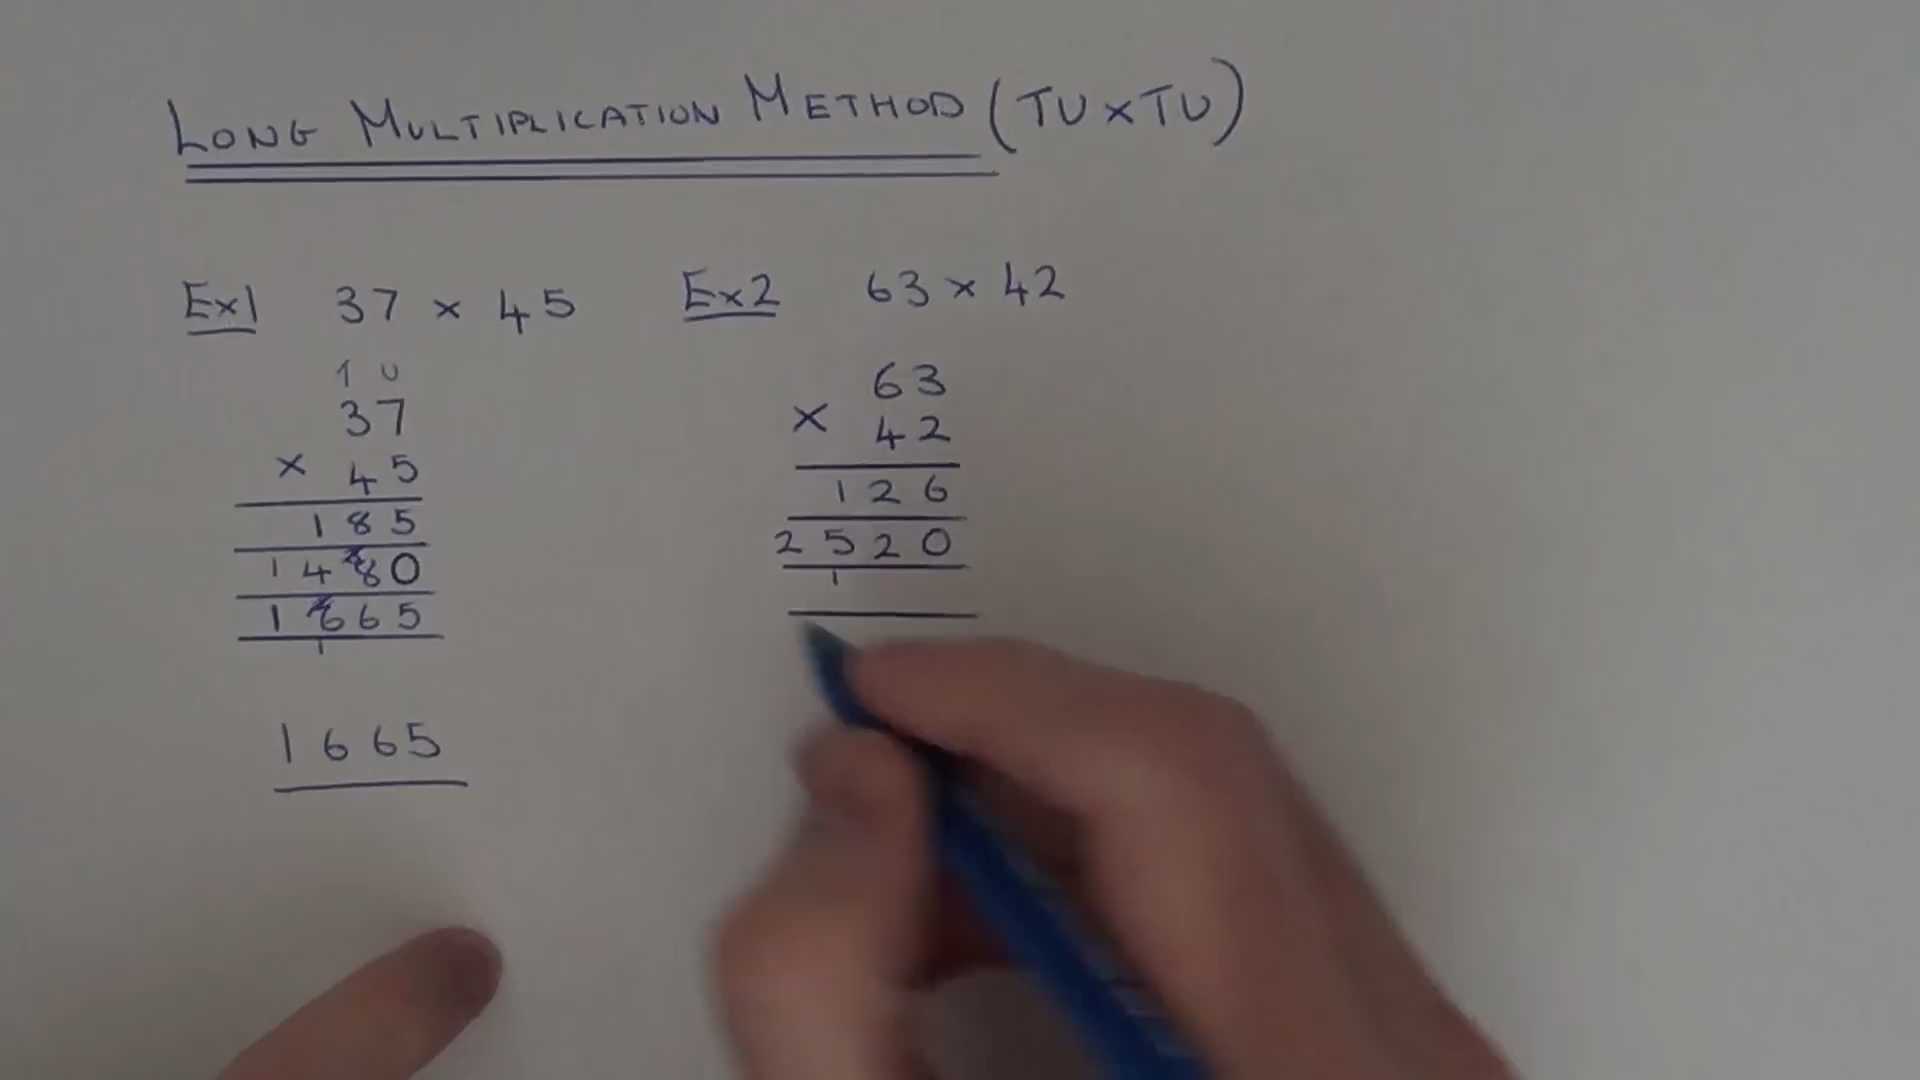 LONG MULTIPLICATION METHOD (TU x TU)
Ex1 37 x 45
T U
37
x 45
185
1480
1665
1
1665
Ex2 63 x 42
63
x 42
126
2520
1